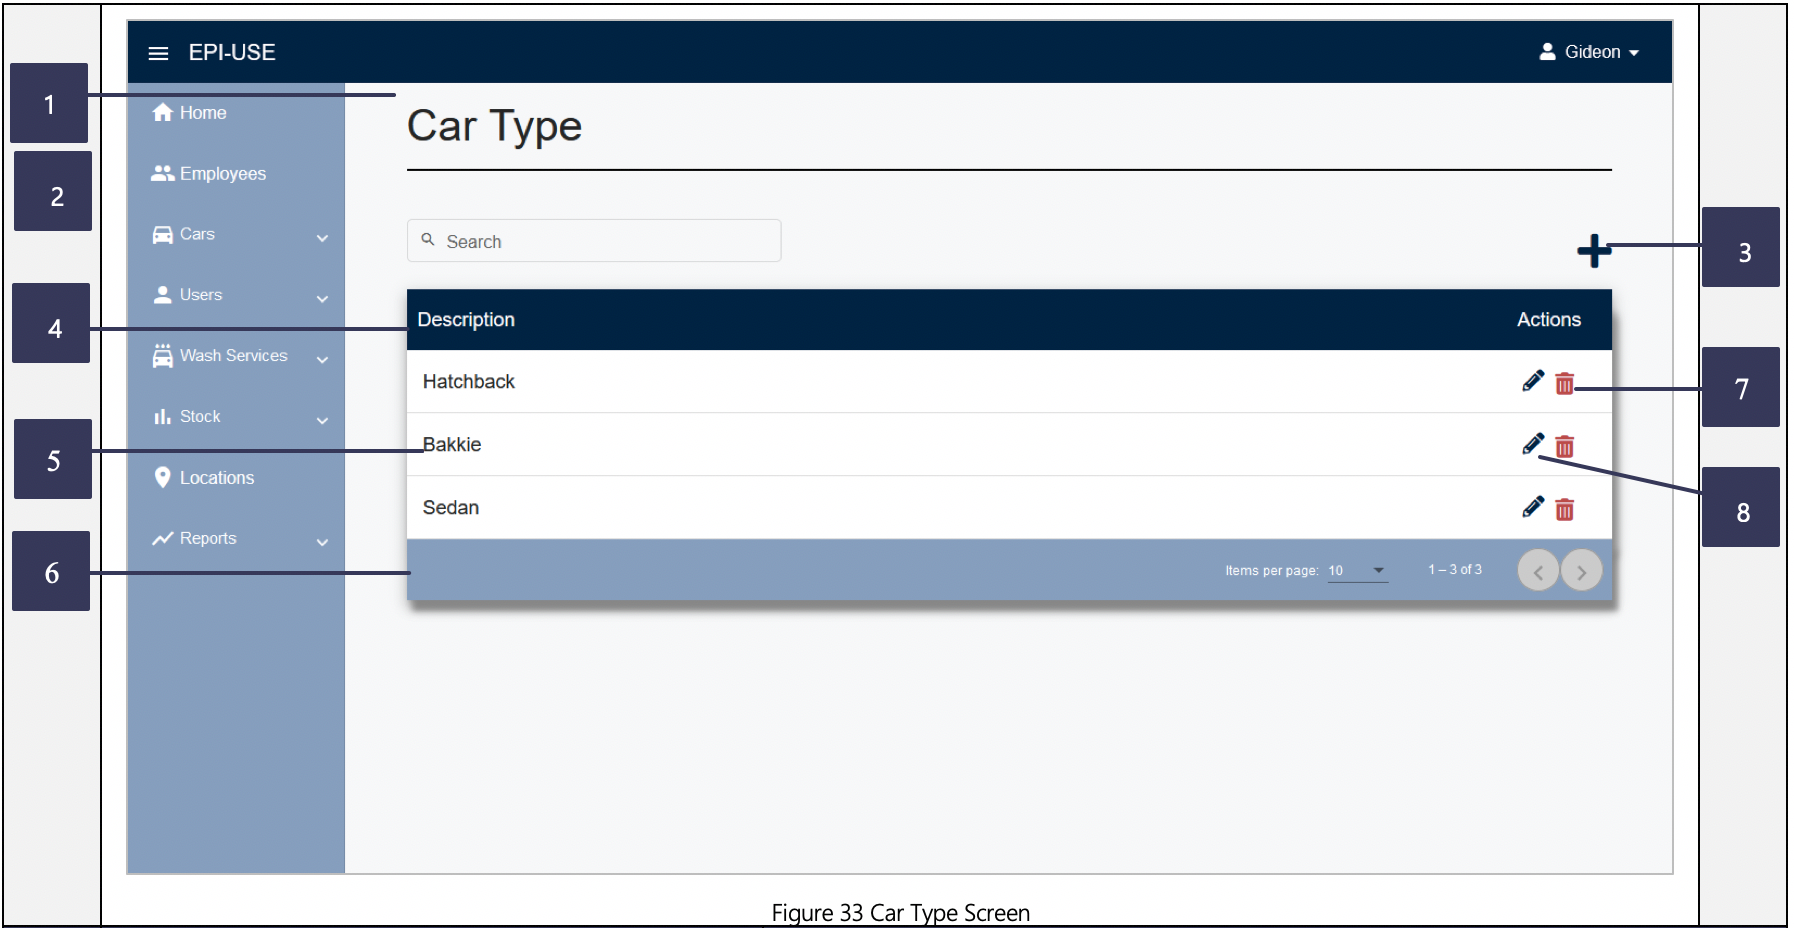 EPI-USE
Gideon
1
Home
Car Type
2
Employees
Cars
Search
3
Users
4
Description Actions
Wash Services
Hatchback
7
Stock
5
Bakkie
Locations
Sedan
8
Reports
6
Items per page: 10 1 – 3 of 3
Figure 33 Car Type Screen